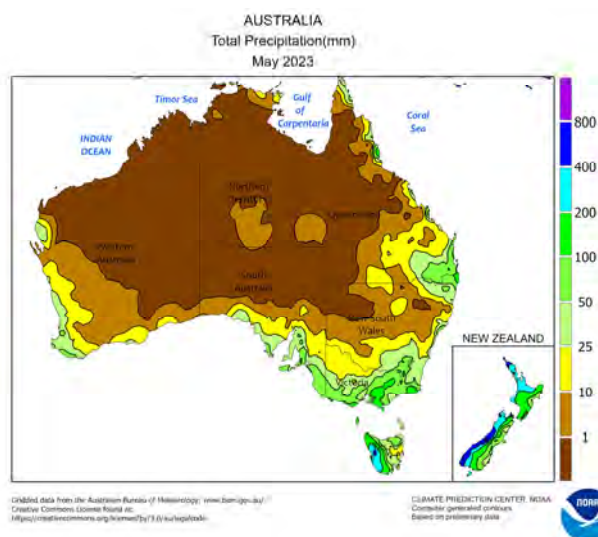 AUSTRALIA
Total Precipitation(mm)
May 2023
Timor Sea
Gulf
of
Carpentaria
Coral
Sea
INDIAN
OCEAN
Northern
Territory
Queensland
Western
Australia
South
Australia
New South
Wales
Victoria
800
400
200
100
50
25
10
1
NEW ZEALAND
Gridded data from the Australian Bureau of Meteorology: www.bom.gov.au/
Creative Commons License found at:
CLIMATE PREDICTION CENTER, NOAA
Computer generated contours
Based on preliminary data
NOAA